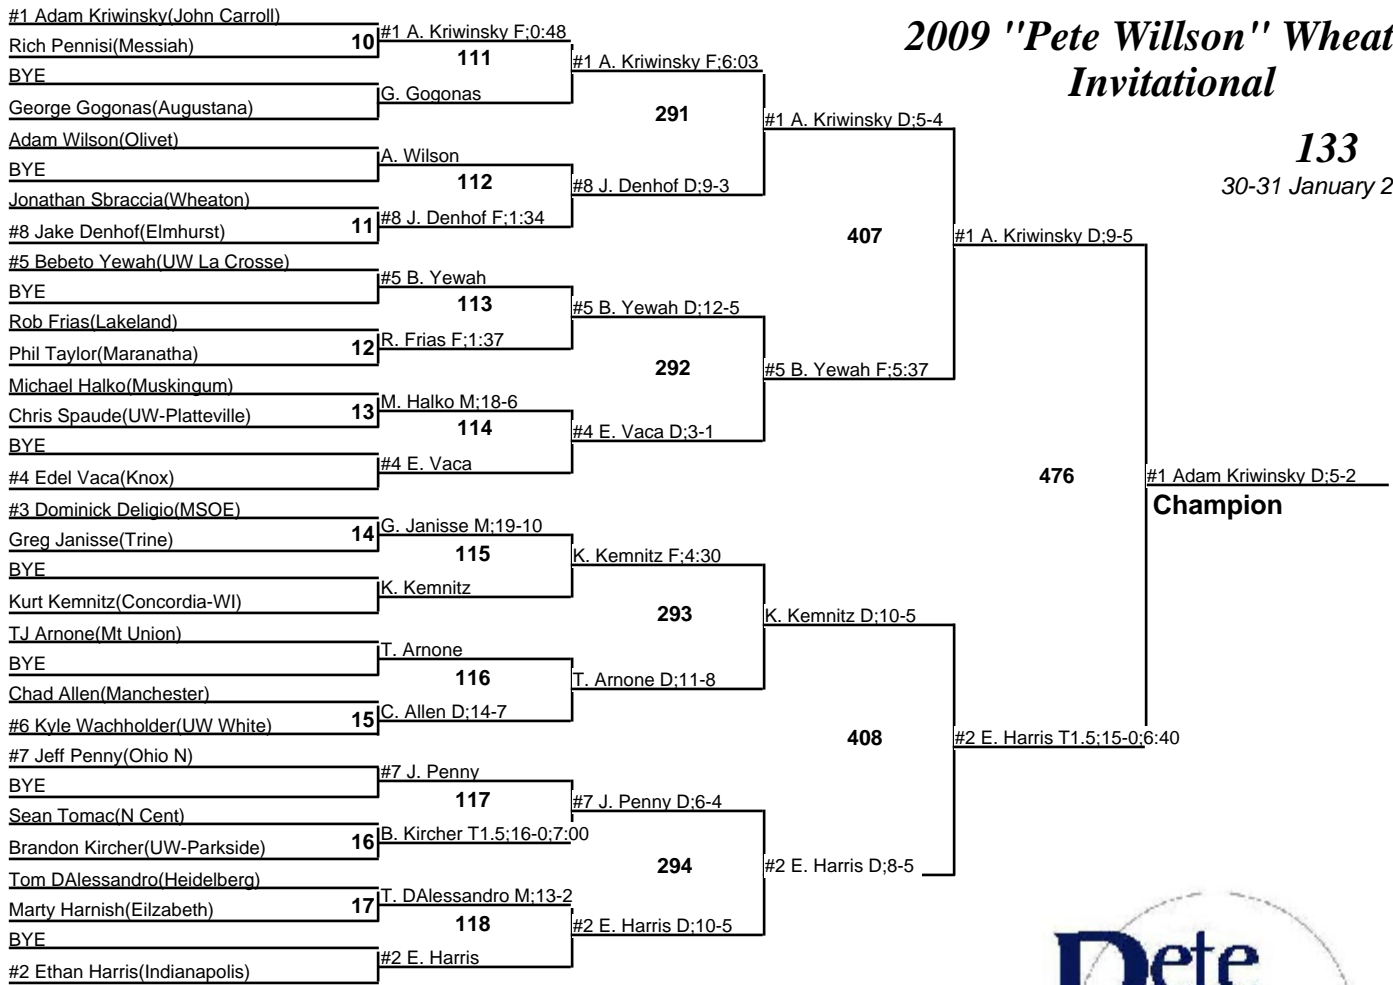 2009 "Pete Willson" Wheat
Invitational
133
30-31 January 2
#1 Adam Kriwinsky(John Carroll)
Rich Pennisi(Messiah)
BYE
George Gogonas(Augustana)
Adam Wilson(Olivet)
BYE
Jonathan Sbraccia(Wheaton)
#8 Jake Denhof(Elmhurst)
#5 Bebeto Yewah(UW La Crosse)
BYE
Rob Frias(Lakeland)
Phil Taylor(Maranatha)
Michael Halko(Muskingum)
Chris Spaude(UW-Platteville)
BYE
#4 Edel Vaca(Knox)
#3 Dominick Deligio(MSOE)
Greg Janisse(Trine)
BYE
Kurt Kemnitz(Concordia-WI)
TJ Arnone(Mt Union)
BYE
Chad Allen(Manchester)
#6 Kyle Wachholder(UW White)
#7 Jeff Penny(Ohio N)
BYE
Sean Tomac(N Cent)
Brandon Kircher(UW-Parkside)
Tom DAlessandro(Heidelberg)
Marty Harnish(Eilzabeth)
BYE
#2 Ethan Harris(Indianapolis)
10
11
12
13
14
15
16
17
#1 A. Kriwinsky F;0:48
111
G. Gogonas
A. Wilson
112
#8 J. Denhof F;1:34
#5 B. Yewah
113
R. Frias F;1:37
M. Halko M;18-6
114
#4 E. Vaca
G. Janisse M;19-10
115
K. Kemnitz
T. Arnone
116
C. Allen D;14-7
#7 J. Penny
117
B. Kircher T1.5;16-0;7:00
T. DAlessandro M;13-2
118
#2 E. Harris
#1 A. Kriwinsky F;6:03
291
#8 J. Denhof D;9-3
#5 B. Yewah D;12-5
292
#4 E. Vaca D;3-1
K. Kemnitz F;4:30
293
T. Arnone D;11-8
#7 J. Penny D;6-4
294
#2 E. Harris D;10-5
#1 A. Kriwinsky D;5-4
407
#5 B. Yewah F;5:37
K. Kemnitz D;10-5
408
#2 E. Harris D;8-5
#1 A. Kriwinsky D;9-5
476
#2 E. Harris T1.5;15-0;6:40
#1 Adam Kriwinsky D;5-2
Champion
Pete